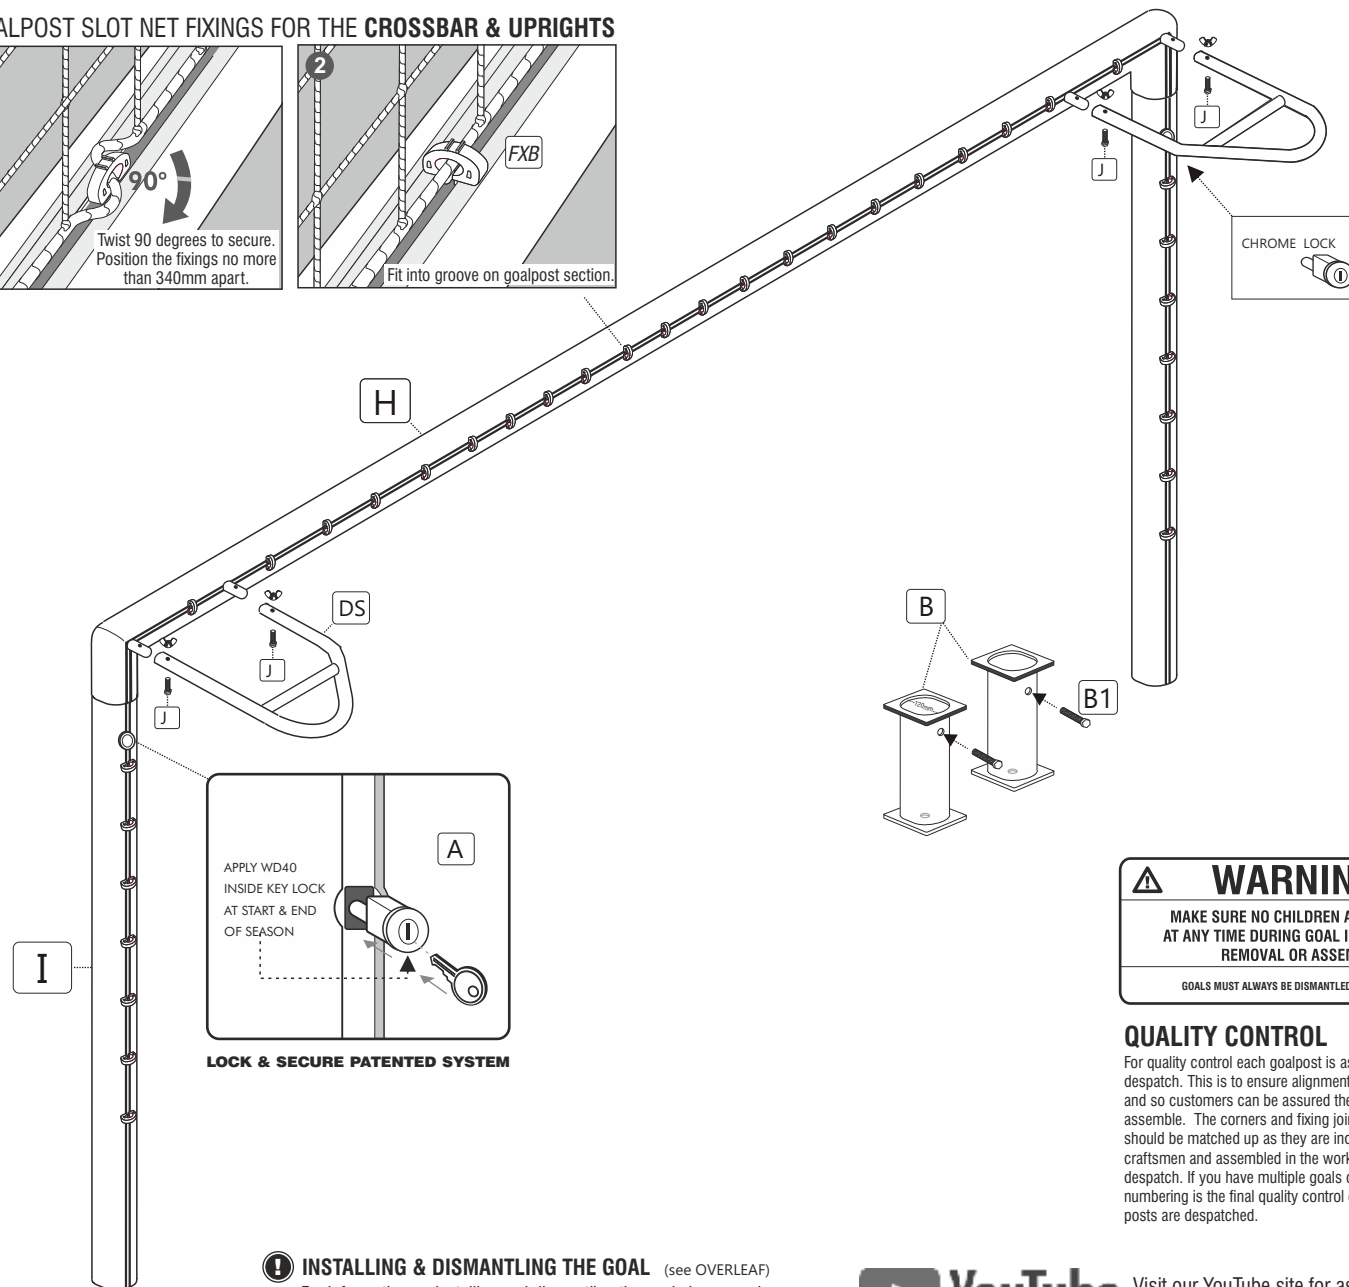 ALPOST SLOT NET FIXINGS FOR THE CROSSBAR & UPRIGHTS
90°
Twist 90 degrees to secure.
Position the fixings no more
than 340mm apart.
2
FXB
Fit into groove on goalpost section.
J
J
CHROME LOCK
H
DS
J
J
B
B1
120mm
A
APPLY WD40
INSIDE KEY LOCK
AT START & END
OF SEASON
LOCK & SECURE PATENTED SYSTEM
I
WARNIN
MAKE SURE NO CHILDREN A
AT ANY TIME DURING GOAL I
REMOVAL OR ASSE
GOALS MUST ALWAYS BE DISMANTLED
QUALITY CONTROL
For quality control each goalpost is as
despatch. This is to ensure alignment
and so customers can be assured the
assemble. The corners and fixing join
should be matched up as they are ind
craftsmen and assembled in the work
despatch. If you have multiple goals
numbering is the final quality control
posts are despatched.
INSTALLING & DISMANTLING THE GOAL (see OVERLEAF)
YouTube
Visit our YouTube site for as